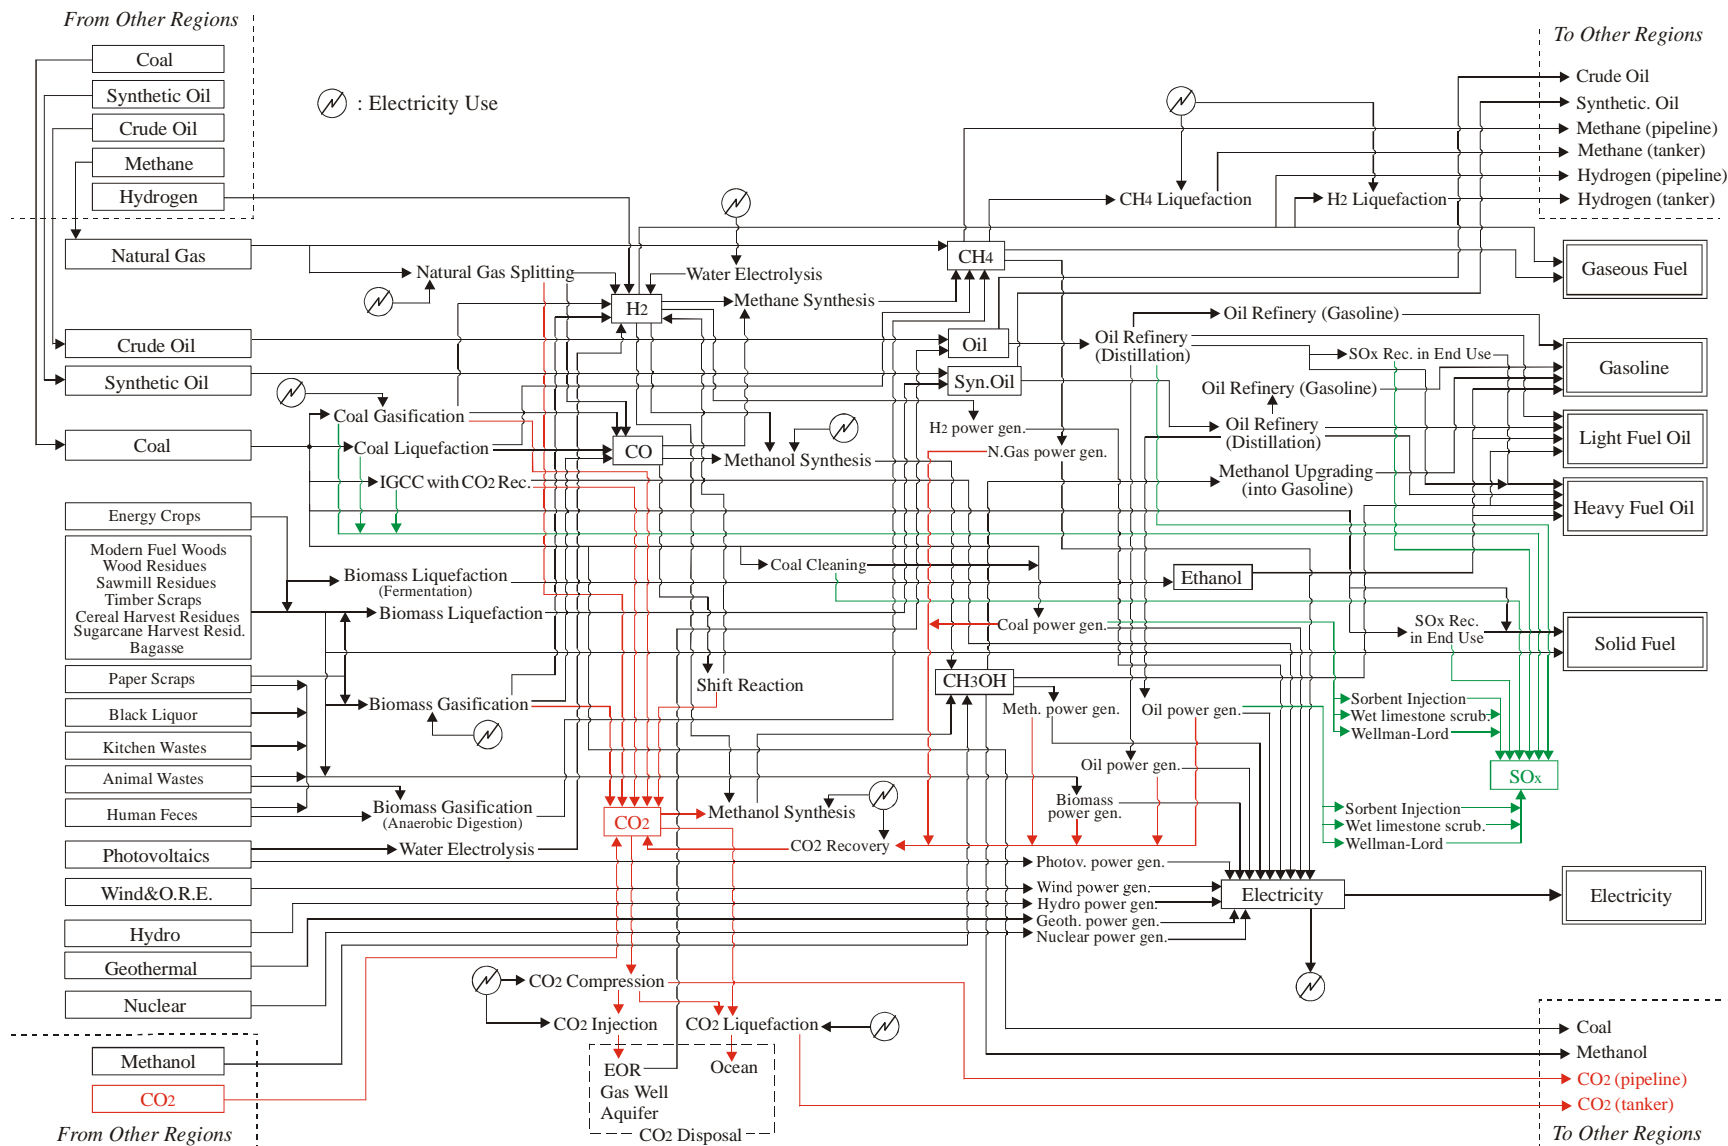 From Other Regions
Coal
Synthetic Oil
Crude Oil
Methane
Hydrogen
: Electricity Use
To Other Regions
Crude Oil
Synthetic. Oil
Methane (pipeline)
Methane (tanker)
Hydrogen (pipeline)
Hydrogen (tanker)
CH4 Liquefaction
H2 Liquefaction
Natural Gas
Natural Gas Splitting
Water Electrolysis
CH4
Gaseous Fuel
H2
Methane Synthesis
Oil Refinery (Gasoline)
Crude Oil
Oil
Oil Refinery
(Distillation)
SOx Rec. in End Use
Gasoline
Synthetic Oil
Syn.Oil
Oil Refinery (Gasoline)
Coal Gasification
H2 power gen.
Oil Refinery
(Distillation)
Light Fuel Oil
Coal
Coal Liquefaction
CO
Methanol Synthesis
N.Gas power gen.
Methanol Upgrading
(into Gasoline)
IGCC with CO2 Rec.
Heavy Fuel Oil
Energy Crops
Modern Fuel Woods
Wood Residues
Sawmill Residues
Timber Scraps
Cereal Harvest Residues
Sugarcane Harvest Resid.
Bagasse
Biomass Liquefaction
(Fermentation)
Coal Cleaning
Ethanol
Biomass Liquefaction
Coal power gen.
SOx Rec.
in End Use
Solid Fuel
Paper Scraps
Shift Reaction
CH3OH
Biomass Gasification
Meth. power gen.
Oil power gen.
Sorbent Injection
Wet limestone scrub.
Wellman-Lord
Black Liquor
Kitchen Wastes
Animal Wastes
Oil power gen.
SOx
Human Feces
Biomass Gasification
(Anaerobic Digestion)
CO2
Methanol Synthesis
Biomass
power gen.
Sorbent Injection
Wet limestone scrub.
Wellman-Lord
Photovoltaics
Water Electrolysis
CO2 Recovery
Photov. power gen.
Wind&O.R.E.
Wind power gen.
Hydro power gen.
Geoth. power gen.
Nuclear power gen.
Electricity
Electricity
Hydro
Geothermal
Nuclear
CO2 Compression
CO2 Injection
CO2 Liquefaction
Methanol
CO2
From Other Regions
EOR
Gas Well
Aquifer
Ocean
CO2 Disposal
Coal
Methanol
CO2 (pipeline)
CO2 (tanker)
To Other Regions